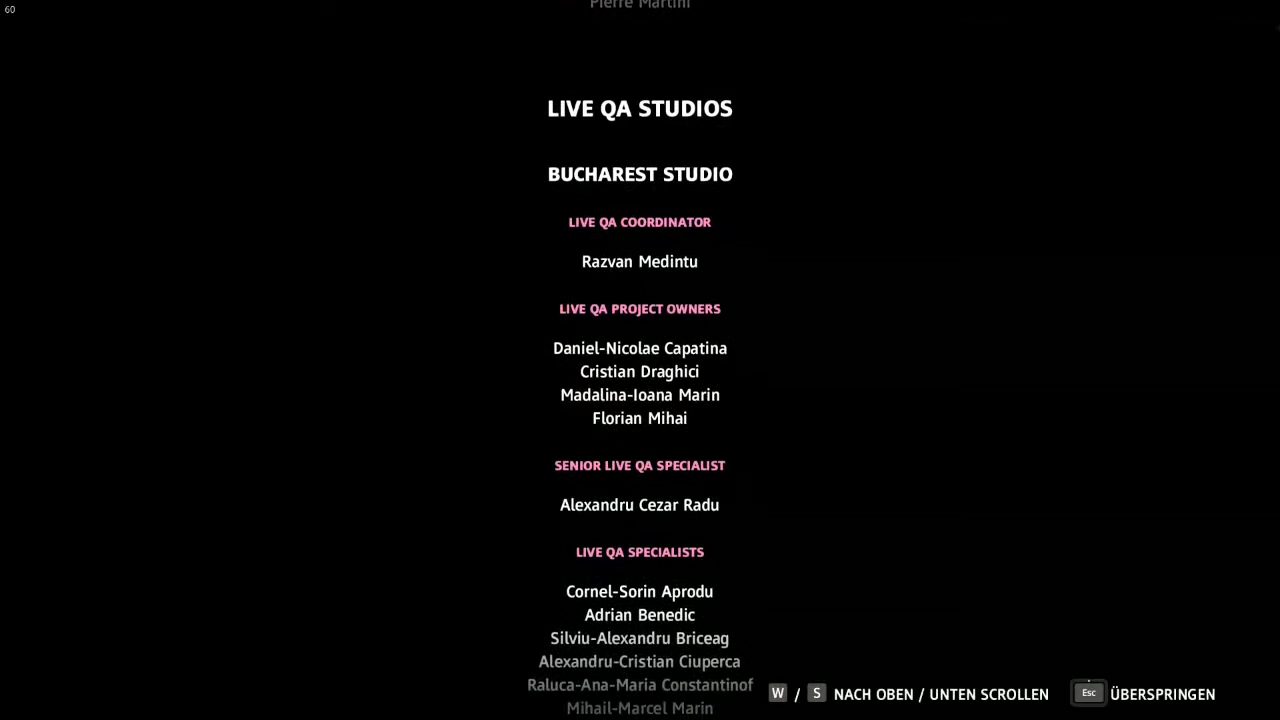 60
Pierre Martini
LIVE QA STUDIOS
BUCHAREST STUDIO
LIVE QA COORDINATOR
Razvan Medintu
LIVE QA PROJECT OWNERS
Daniel-Nicolae Capatina
Cristian Draghici
Madalina-Ioana Marin
Florian Mihai
SENIOR LIVE QA SPECIALIST
Alexandru Cezar Radu
LIVE QA SPECIALISTS
Cornel-Sorin Aprodu
Adrian Benedic
Silviu-Alexandru Briceag
Alexandru-Cristian Ciuperca
Raluca-Ana-Maria Constantinof
Mihail-Marcel Marin
W / S NACH OBEN / UNTEN SCROLLEN Esc ÜBERSPRINGEN